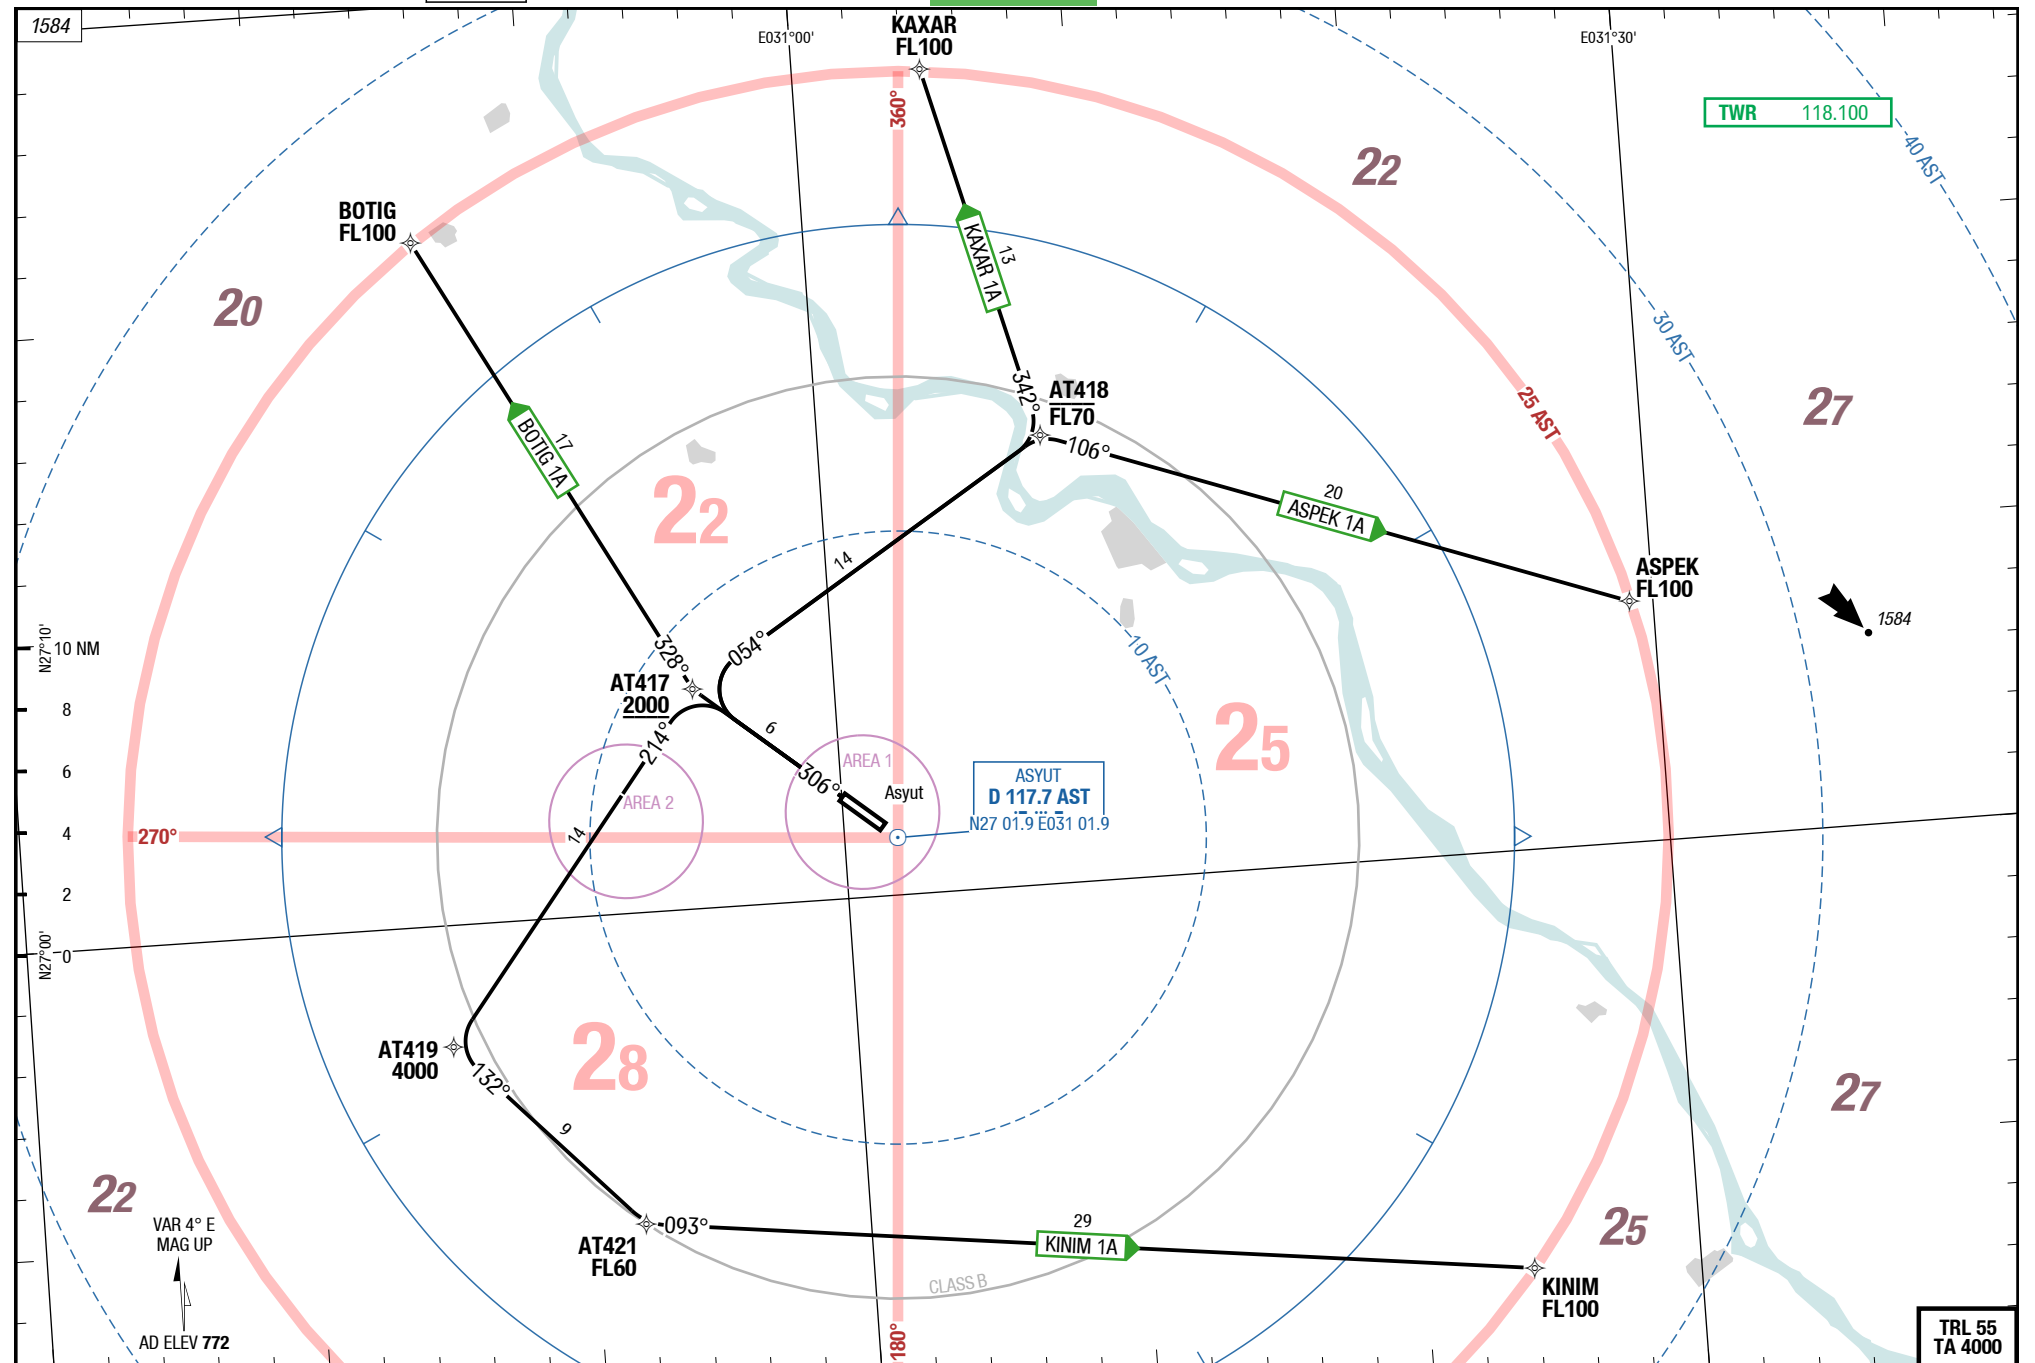 1584
KAXAR
FL100
E031°00'
E031°30'
TWR 118.100
360°
22
40 AST
BOTIG
FL100
20
KAXAR 1A
13
30 AST
342°
AT418
FL70
106°
25 AST
27
BOTIG 1A
17
22
20
ASPEK 1A
14
ASPEK
FL100
1584
N27°10'
10 NM
328°
054°
10 AST
AT417
2000
8
214°
6
25
306°
AREA 1
Asyut
6
AREA 2
ASYUT
D 117.7 AST
N27 01.9 E031 01.9
270°
4
14
2
N27°00'
0
AT419
4000
132°
28
9
27
22
VAR 4° E
MAG UP
AT421
FL60
093°
29
KINIM 1A
25
CLASS B
KINIM
FL100
AD ELEV 772
180°
TRL 55
TA 4000